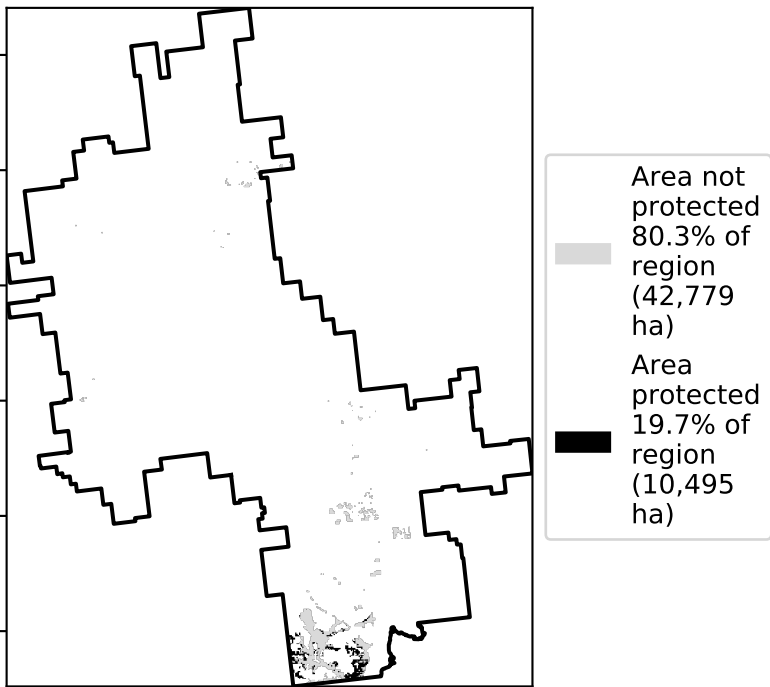 Area not
protected
80.3% of
region
(42,779
ha)
Area
protected
19.7% of
region
(10,495
ha)